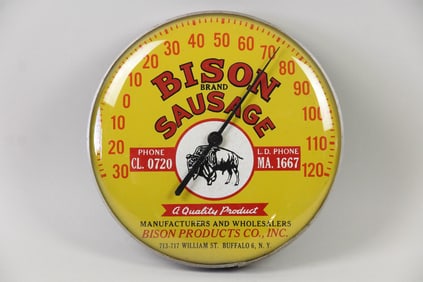 30 20 10 0 10 20 30 40 50 60 70 80 90 100 110 120
BISON
BRAND
SAUSAGE
PHONE
CL. 0720
L.D. PHONE
MA. 1667
A Quality Product
MANUFACTURERS AND WHOLESALERS
BISON PRODUCTS CO., INC.
713-717 WILLIAM ST. BUFFALO 6, N.Y.